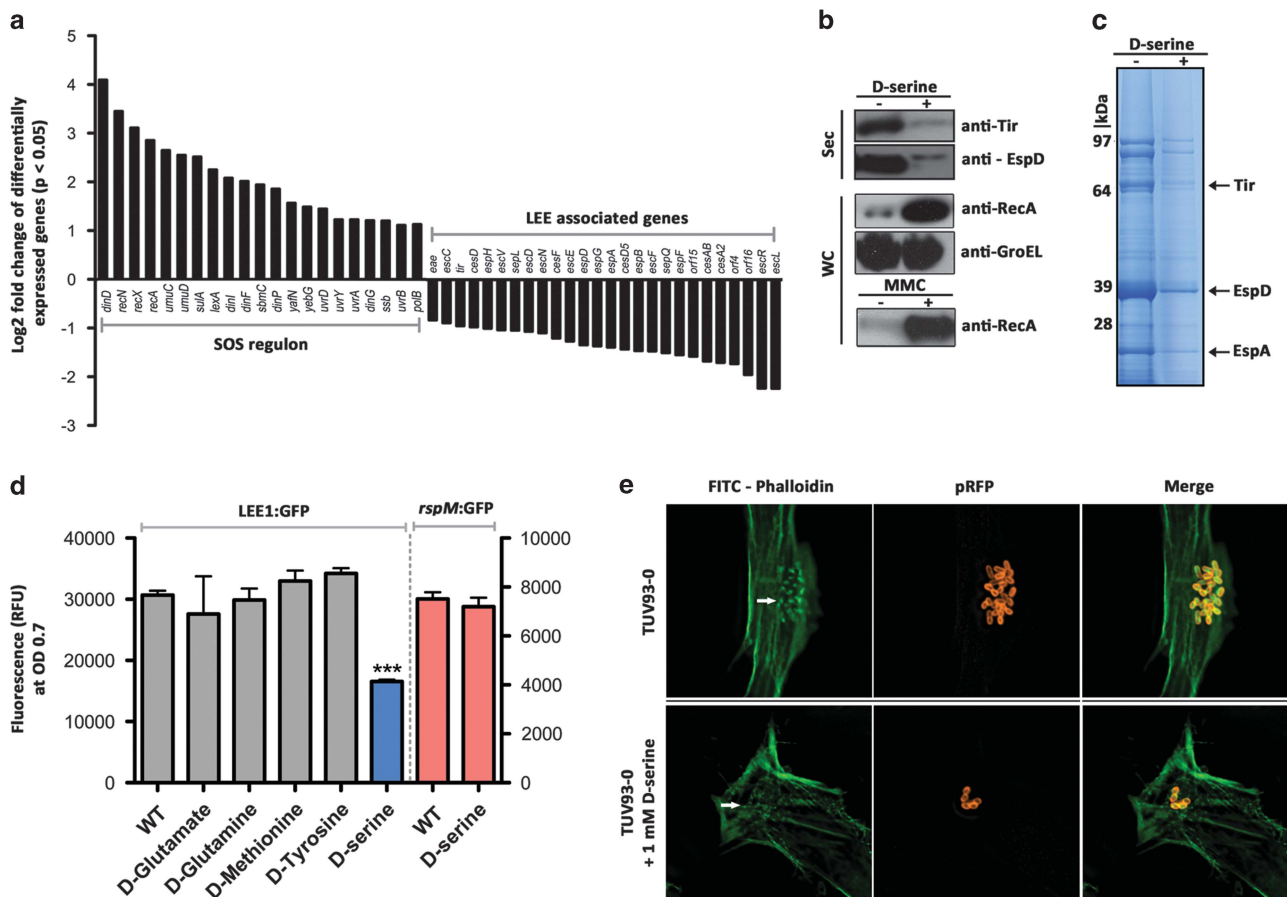 a
5
4
3
2
1
0
-1
-2
-3
Log2 fold change of differentially
expressed genes (p < 0.05)
dinD
recN
recX
recA
umuC
umuD
sulA
lexA
dinI
dinF
sbmC
dinP
yafN
yebG
uvrD
uvrY
uvrA
dinG
ssb
uvrB
polB
SOS regulon
LEE associated genes
eae
escC
tir
cesD
espH
escV
sepL
escD
escN
cesF
escE
espD
espG
espA
cesD5
espB
escF
sepQ
espF
orf15
cesAB
cesA2
orf4
orf16
escR
escL
b
D-serine
- +
Sec
anti-Tir
anti - EspD
WC
anti-RecA
anti-GroEL
MMC
- +
anti-RecA
c
D-serine
- +
|kDa
97
64
39
28
Tir
EspD
EspA
d
LEE1:GFP
rspM:GFP
Fluorescence (RFU)
at OD 0.7
40000
30000
20000
10000
0
***
10000
8000
6000
4000
2000
0
WT
D-Glutamate
D-Glutamine
D-Methionine
D-Tyrosine
D-serine
WT
D-serine
e
FITC - Phalloidin
pRFP
Merge
TUV93-0
TUV93-0
+ 1 mM D-serine